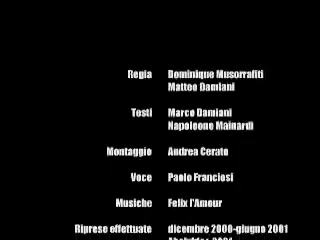 Regia Dominique Musorrafiti
Matteo Damiani
Testi Marco Damiani
Napoleone Mainardi
Montaggio Andrea Cerato
Voce Paolo Franciosi
Musiche Felix l'Amour
Riprese effettuate dicembre 2000-giugno 2001